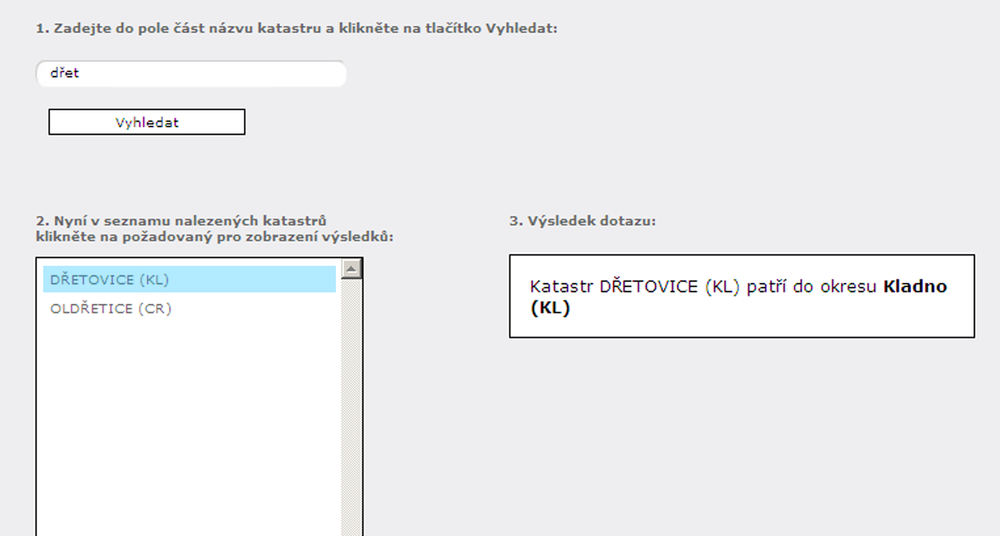 1. Zadejte do pole část názvu katastru a klikněte na tlačítko Vyhledat:
dřet
Vyhledat
2. Nyní v seznamu nalezených katastrů
klikněte na požadovaný pro zobrazení výsledků:
DŘETOVICE (KL)
OLDŘETICE (CR)
3. Výsledek dotazu:
Katastr DŘETOVICE (KL) patří do okresu Kladno
(KL)